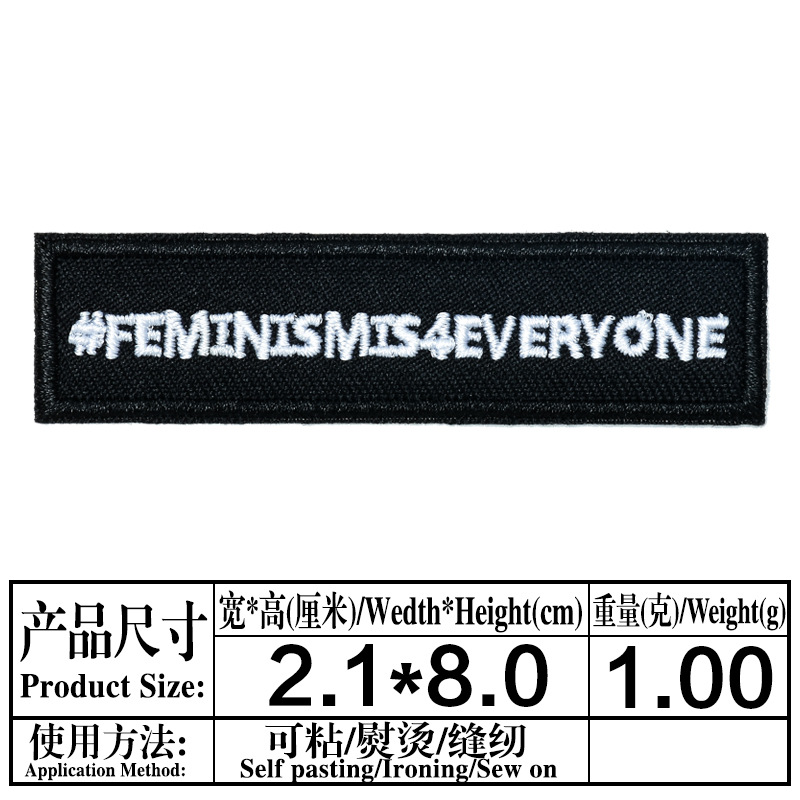 #FEMINISMIS4EVERYONE
产品尺寸
Product Size:
宽*高(厘米)/Wedth*Height(cm)
2.1*8.0
重量(克)/Weight(g)
1.00
使用方法:
Application Method:
可粘/熨烫/缝纫
Self pasting/Ironing/Sew on